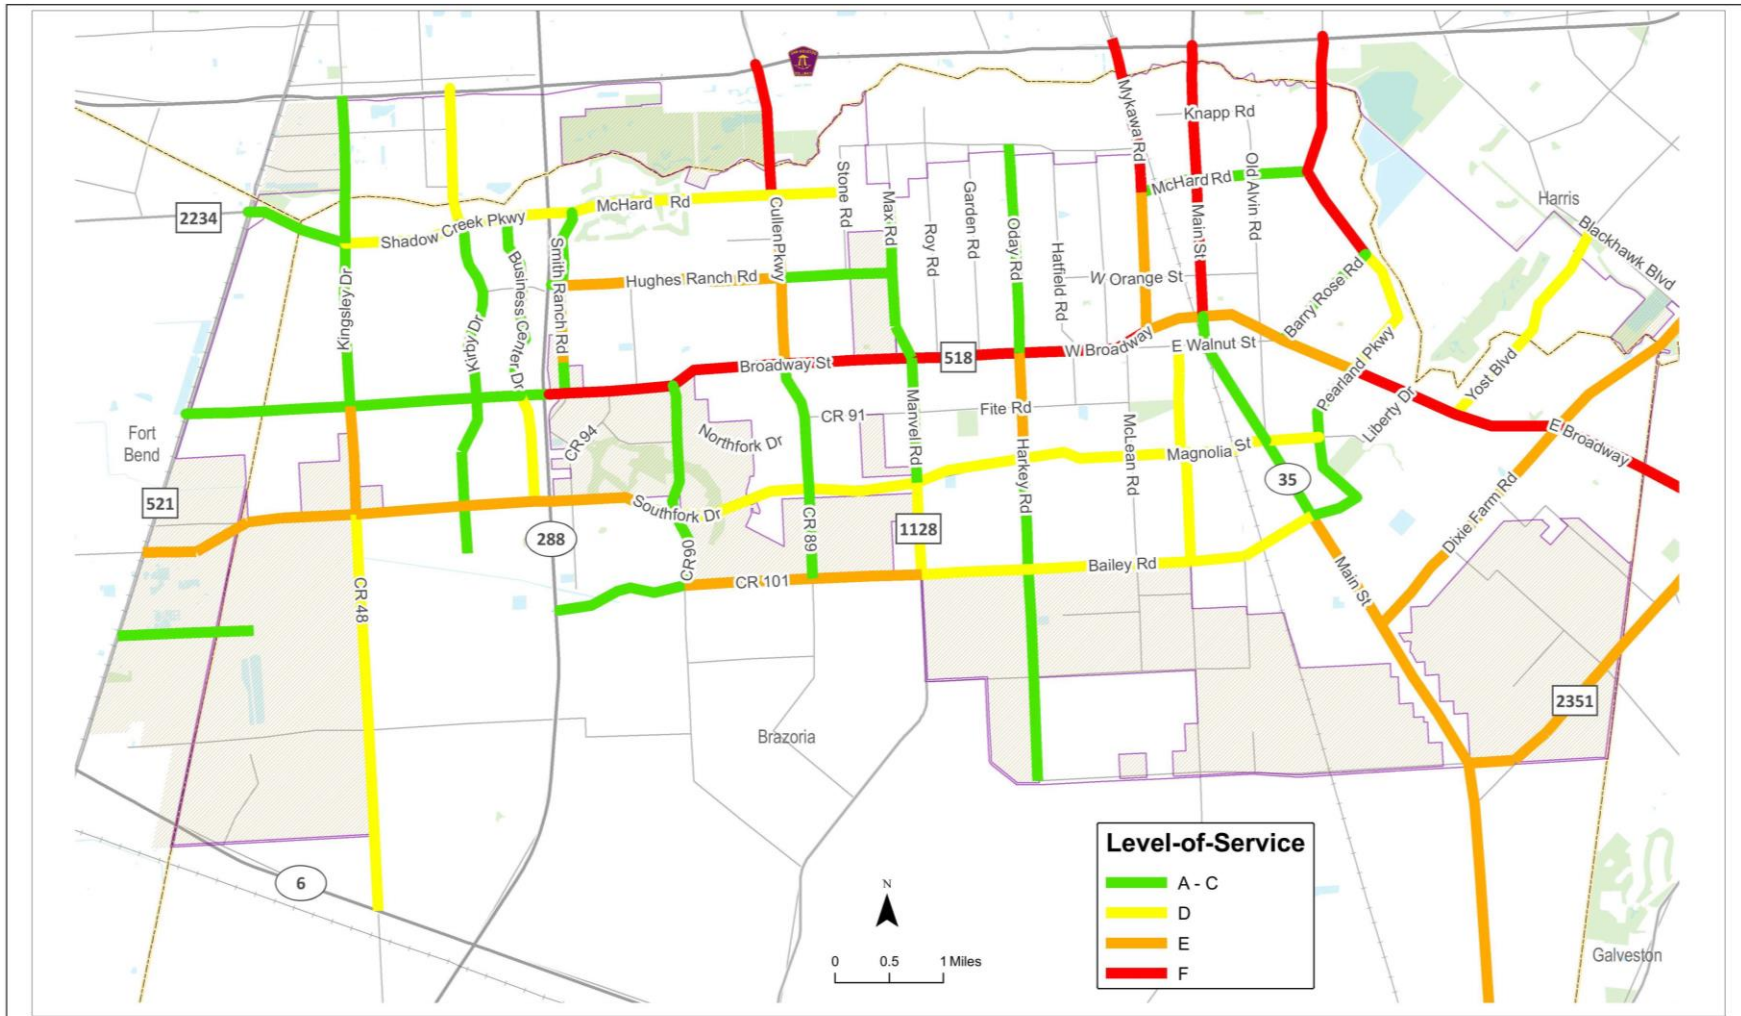 Knapp Rd
Mykawa Rd
McHard Rd
Old Alvin Rd
Main St
Harris
Blackhawk Blvd
2234
Shadow Creek Pkwy
McHard Rd
Stone Rd
Cullen Pkwy
Max Rd
Roy Rd
Garden Rd
Oday Rd
Hatfield Rd
W Orange St
Barry Rose Rd
Kingsley Dr
Kirby Dr
Business Center Dr
Smith Ranch Rd
Hughes Ranch Rd
Broadway St
518
W Broadway
E Walnut St
Pearland Pkwy
Yost Blvd
Liberty Dr
E Broadway
Fort
Bend
CR 94
Northfork Dr
CR 91
Manvel Rd
Fite Rd
Harkey Rd
McLean Rd
Magnolia St
35
521
Southfork Dr
288
CR 90
CR 89
1128
CR 101
Bailey Rd
Main St
Dixie Farm Rd
CR 48
2351
Brazoria
6
N
0 0.5 1 Miles
Level-of-Service
A - C
D
E
F
Galveston